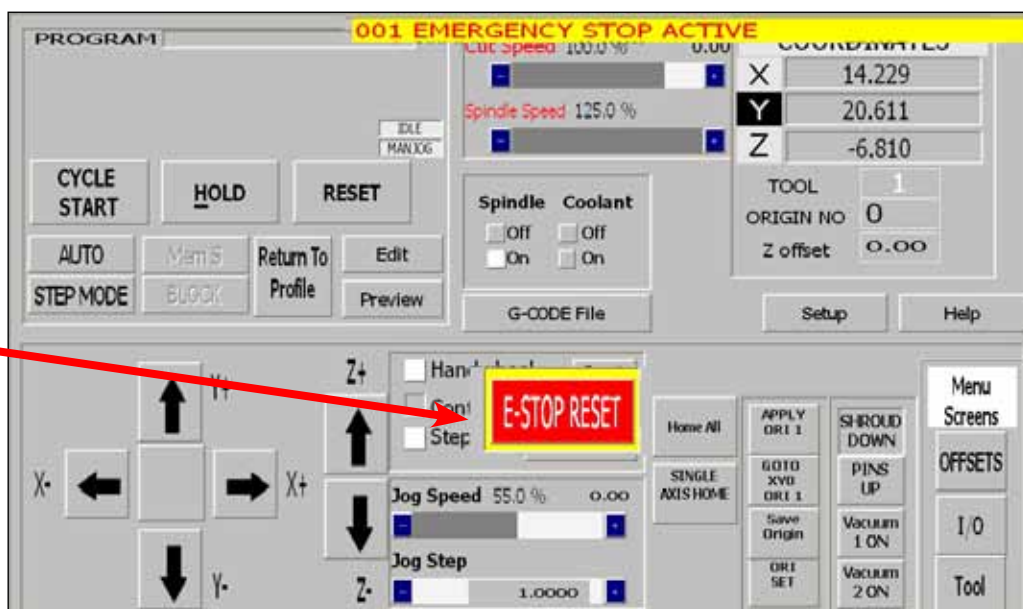 001 EMERGENCY STOP ACTIVE
PROGRAM
Cut Speed 100.0 % 0.00
COORDINATES
X 14.229
Spindle Speed 125.0 %
Y 20.611
Z -6.810
IDLE
MANJOG
CYCLE START
HOLD
RESET
Spindle Coolant
Off Off
On On
TOOL 1
ORIGIN NO 0
Z offset 0.00
AUTO
Mem S
Return To Profile
Edit
STEP MODE
BLOCK
Preview
G-CODE File
Setup
Help
Y+
Z+
E-STOP RESET
Step
Home All
APPLY ORI 1
SHROUD DOWN
Menu Screens
X-
X+
SINGLE AXIS HOME
GOTO XY0 ORI 1
PINS UP
OFFSETS
Jog Speed 55.0 % 0.00
Save Origin
Vacuum 1 ON
I/O
Jog Step
Y-
Z-
1.0000
ORI SET
Vacuum 2 ON
Tool